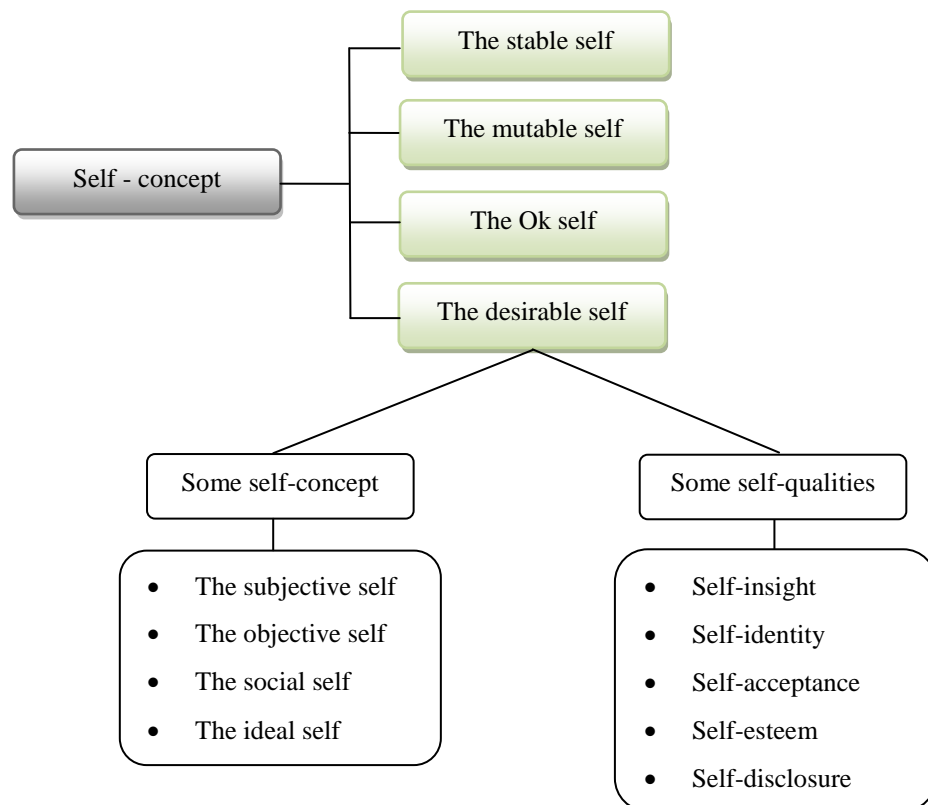 The stable self
The mutable self
Self - concept
The Ok self
The desirable self
Some self-concept
Some self-qualities
• The subjective self
• The objective self
• The social self
• The ideal self
• Self-insight
• Self-identity
• Self-acceptance
• Self-esteem
• Self-disclosure